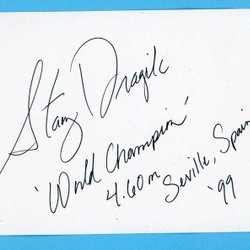 Stacy Dragila
'World Champion'
4.60m
Seville, Spain
'99